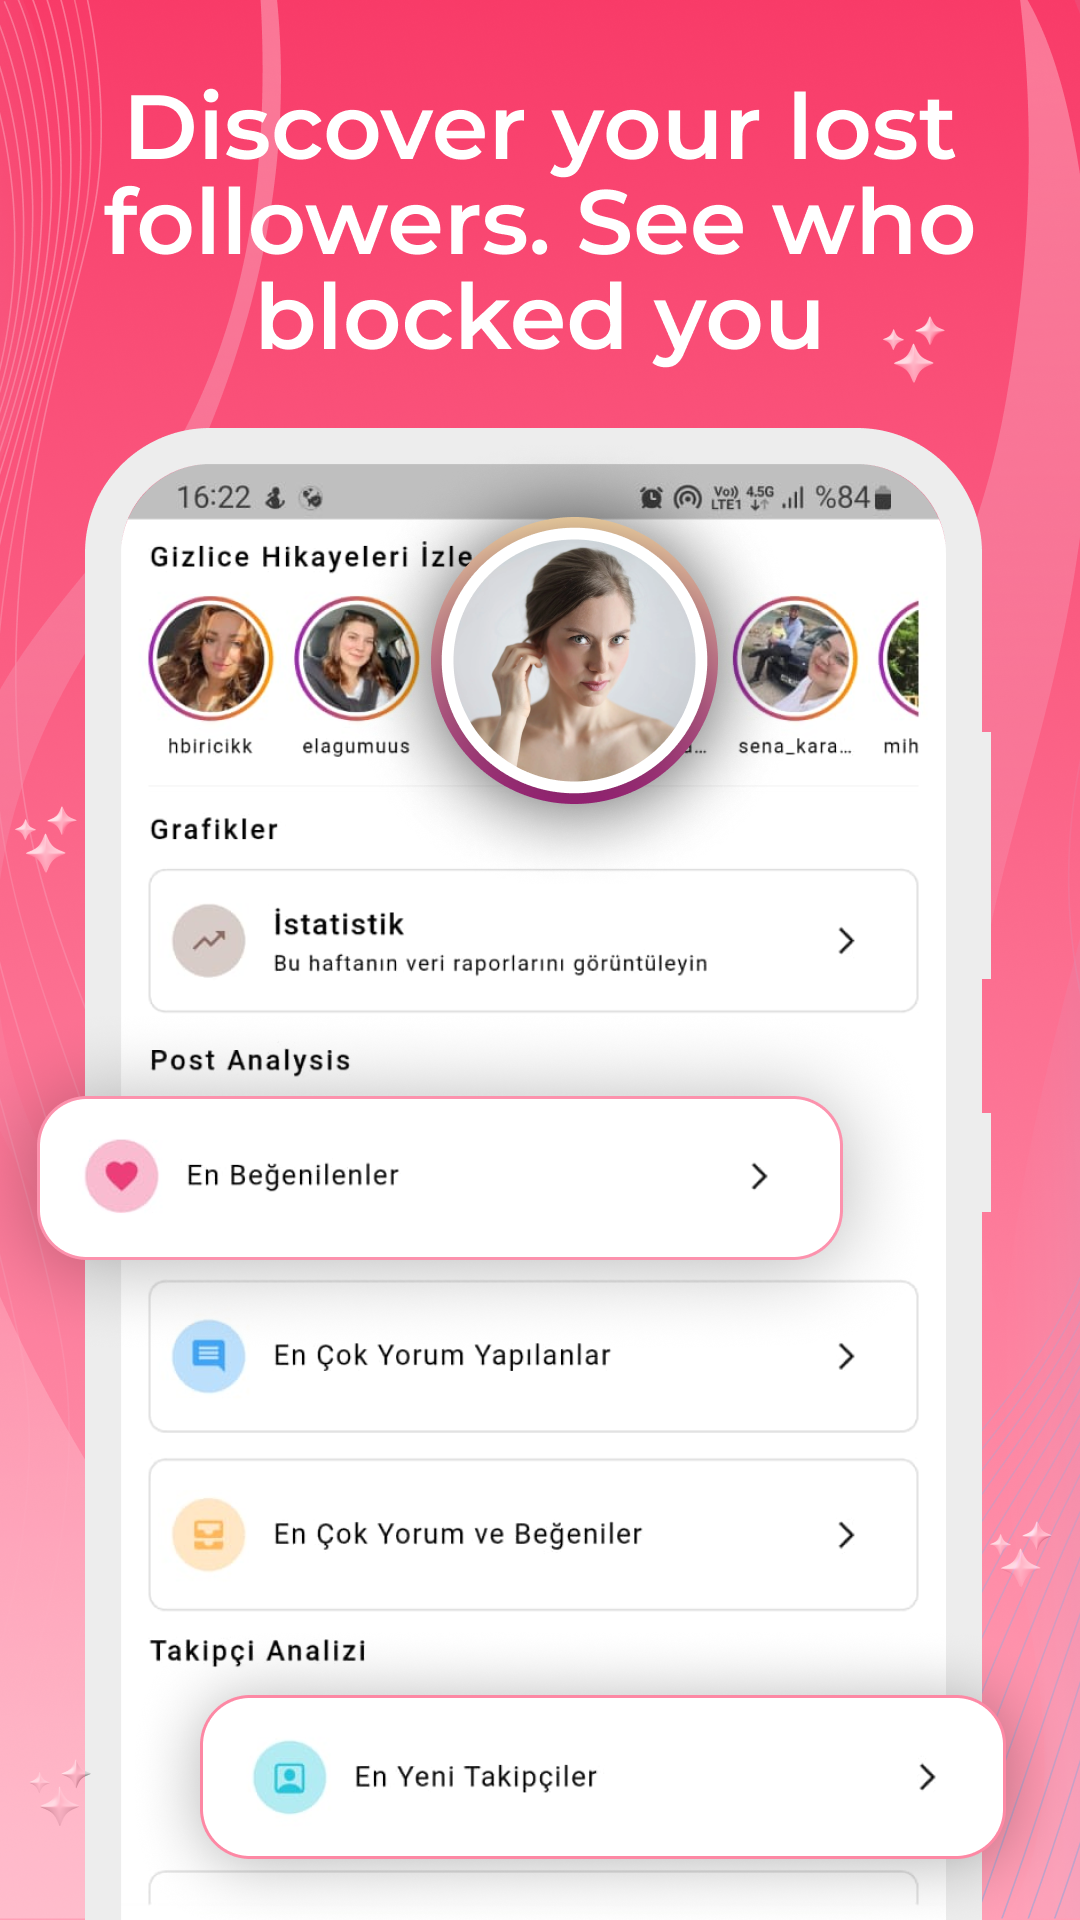 Discover your lost
followers. See who
blocked you
16:22
Vo)) 4.5G
LTE1
%84
Gizlice Hikayeleri İzle
hbiricikk elagumuus sena_kara... mih
Grafikler
İstatistik
Bu haftanın veri raporlarını görüntüleyin
Post Analysis
En Beğenilenler
En Çok Yorum Yapılanlar
En Çok Yorum ve Beğeniler
Takipçi Analizi
En Yeni Takipçiler